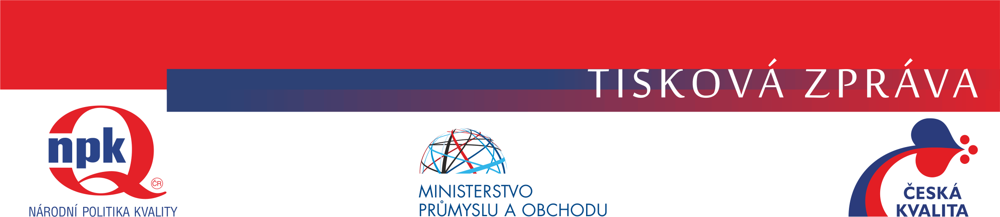 TISKOVÁ ZPRÁVA
npk
ČR
NÁRODNÍ POLITIKA KVALITY
MINISTERSTVO
PRŮMYSLU A OBCHODU
ČESKÁ
KVALITA